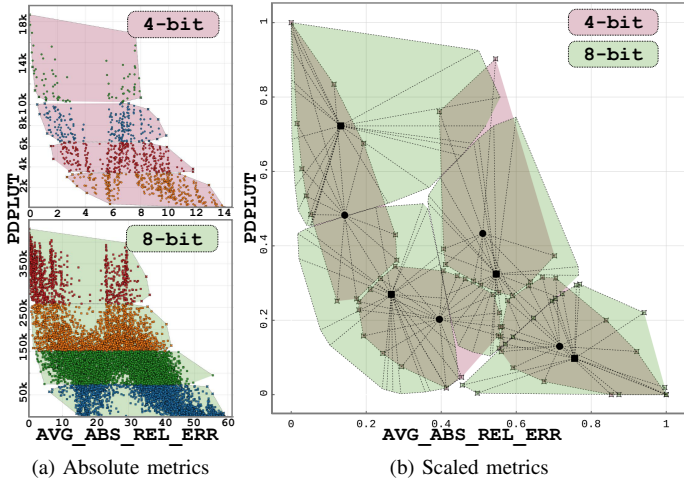 4-bit
18k
14k
10k
8k
6k
4k
2k
0 2 4 6 8 10 12 14
PDPLUT
8-bit
350k
250k
150k
50k
0 10 20 30 40 50 60
AVG_ABS_REL_ERR
(a) Absolute metrics
4-bit
8-bit
1
0.8
0.6
0.4
0.2
0
PDPLUT
0 0.2 0.4 0.6 0.8 1
AVG_ABS_REL_ERR
(b) Scaled metrics